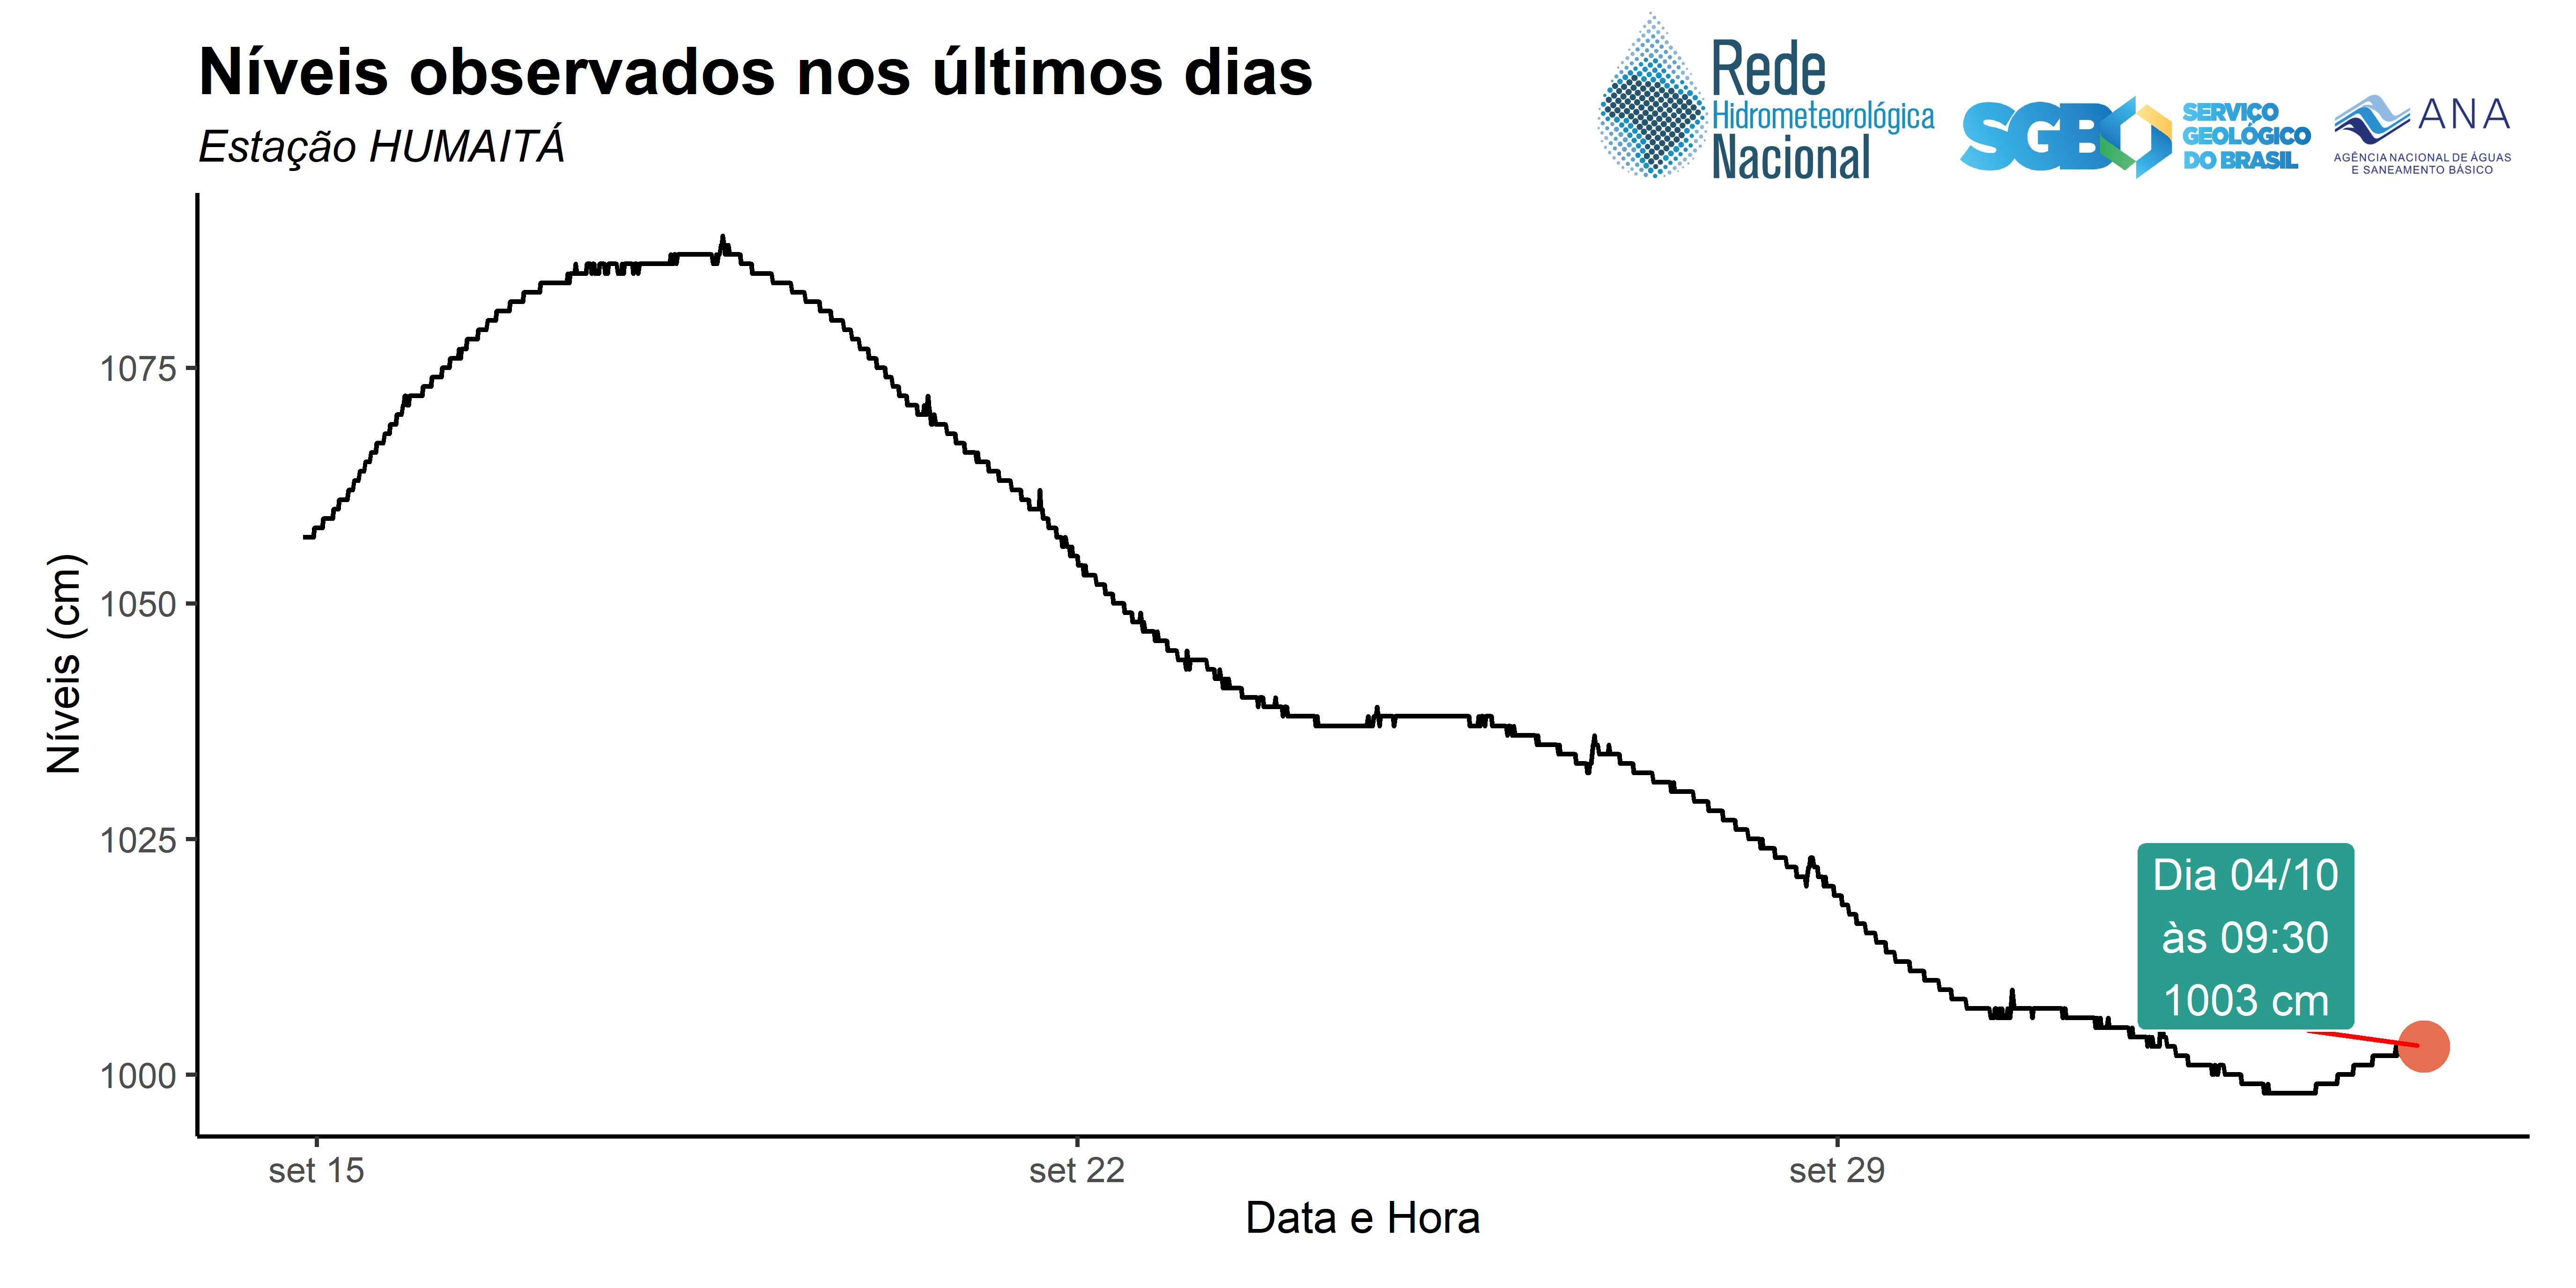 Níveis observados nos últimos dias
Estação HUMAITÁ
Rede
Hidrometeorológica
Nacional
SGB
SERVIÇO
GEOLÓGICO
DO BRASIL
ANA
AGÊNCIA NACIONAL DE ÁGUAS
E SANEAMENTO BÁSICO
Níveis (cm)
1075
1050
1025
1000
Dia 04/10
às 09:30
1003 cm
set 15
set 22
set 29
Data e Hora